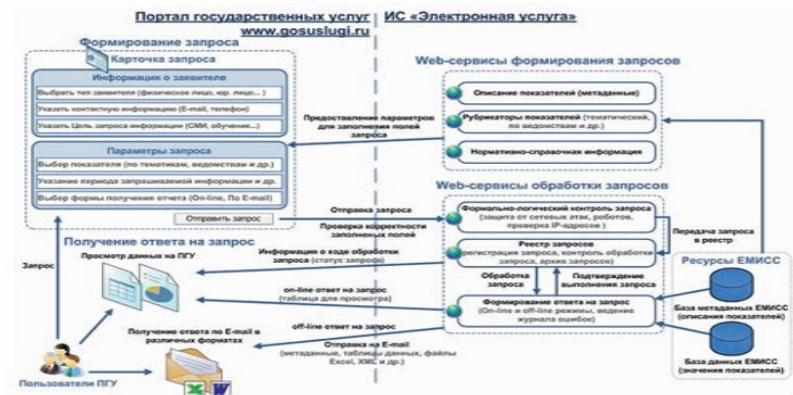 Портал государственных услуг
www.gosuslugi.ru
ИС «Электронная услуга»
Формирование запроса
Карточка запроса
Информация о заявителе
Выбрать тип заявителя (физическое лицо, юр. лицо... )
Указать контактную информацию (E-mail, телефон)
Указать Цель запроса информации (СМИ, обучение...)
Параметры запроса
Выбор показателя (по тематикам, ведомствам и др.)
Указание периода запрашиваемой информации и др.
Выбор формы получения отчета (On-line, По E-mail)
Отправить запрос
Предоставление параметров
для заполнения полей
запроса
Web-сервисы формирования запросов
Описание показателей (метаданные)
Рубрикаторы показателей (тематический,
по ведомствам и др.)
Нормативно-справочная информация
Web-сервисы обработки запросов
Отправка запроса
Проверка корректности
заполненых полей
Формально-логический контроль запроса
(защита от сетевых атак, роботов,
проверка IP-адресов )
Передача запроса
в реестр
Реестр запросов
(регистрация запроса, контроль обработки
запроса, архив запросов)
Обработка
запроса
Подтверждение
выполнения запроса
Формирование ответа на запрос
(On-line и off-line режимы, ведение
журнала ошибок)
Ресурсы ЕМИСС
База метаданных ЕМИСС
(описания показателей)
База данных ЕМИСС
(значения показателей)
Получение ответа на запрос
Запрос
Просмотр данных на ПГУ
Информация о ходе обработки
запроса (статус запроса)
on-line ответ на запрос
(таблица для просмотра)
Получение ответа по E-mail в
различных форматах
off-line ответ на запрос
Отправка на E-mail
(метаданные, таблицы данных, файлы
Excel, XML и др.)
Пользователи ПГУ
X
W